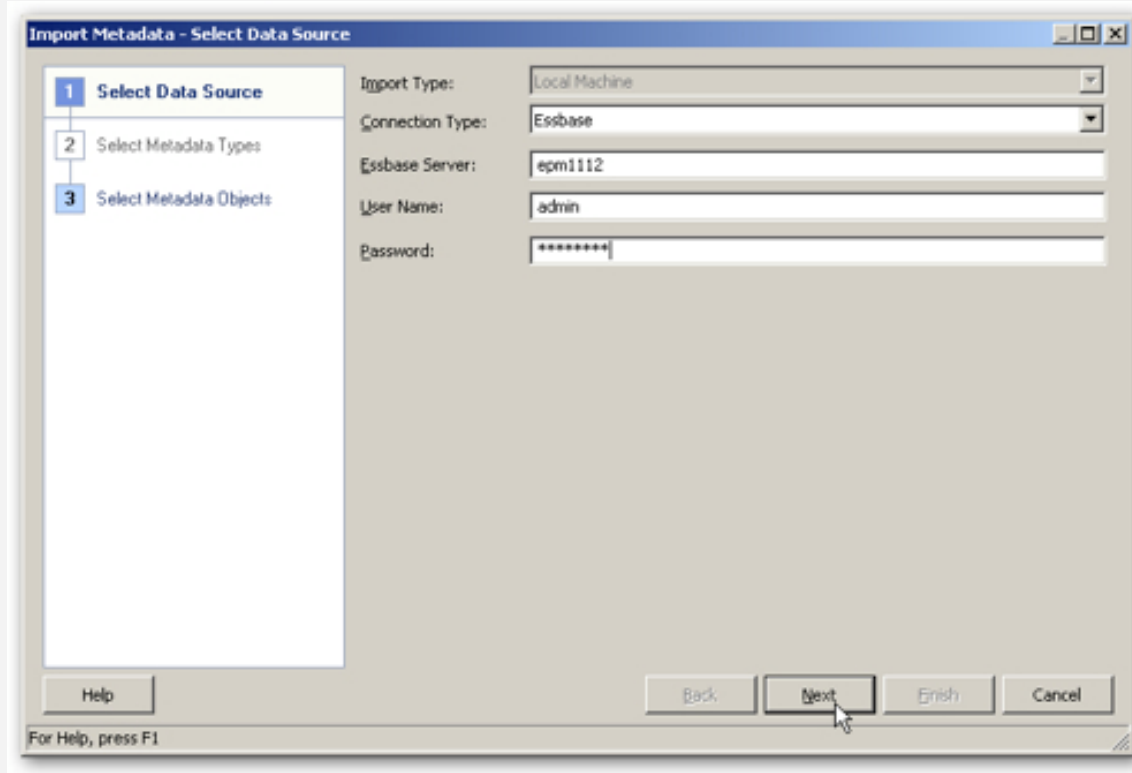 Import Metadata - Select Data Source
1 Select Data Source
2 Select Metadata Types
3 Select Metadata Objects
Import Type: Local Machine
Connection Type: Essbase
Essbase Server: epm1112
User Name: admin
Password: ********
Help Back Next Finish Cancel
For Help, press F1